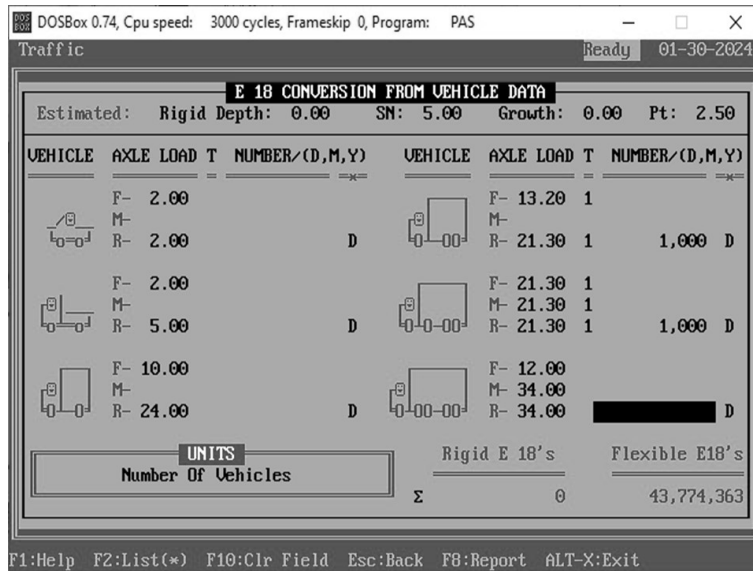 DOSBox 0.74, Cpu speed: 3000 cycles, Frameskip 0, Program: PAS
Traffic Ready 01-30-2024
E 18 CONVERSION FROM VEHICLE DATA
Estimated: Rigid Depth: 0.00 SN: 5.00 Growth: 0.00 Pt: 2.50
VEHICLE AXLE LOAD T NUMBER/(D,M,Y) VEHICLE AXLE LOAD T NUMBER/(D,M,Y)
F- 2.00 F- 13.20 1
M- M-
R- 2.00 D R- 21.30 1 1,000 D
F- 2.00 F- 21.30 1
M- M- 21.30 1
R- 5.00 D R- 21.30 1 1,000 D
F- 10.00 F- 12.00
M- M- 34.00
R- 24.00 D R- 34.00 D
UNITS Rigid E 18's Flexible E18's
Number Of Vehicles
Σ 0 43,774,363
F1:Help F2:List(*) F10:Clr Field Esc:Back F8:Report ALT-X:Exit